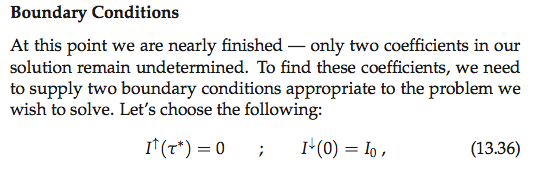 Boundary Conditions
At this point we are nearly finished — only two coefficients in our
solution remain undetermined. To find these coefficients, we need
to supply two boundary conditions appropriate to the problem we
wish to solve. Let's choose the following:
I↑(τ*) = 0 ; I↓(0) = I₀ , (13.36)